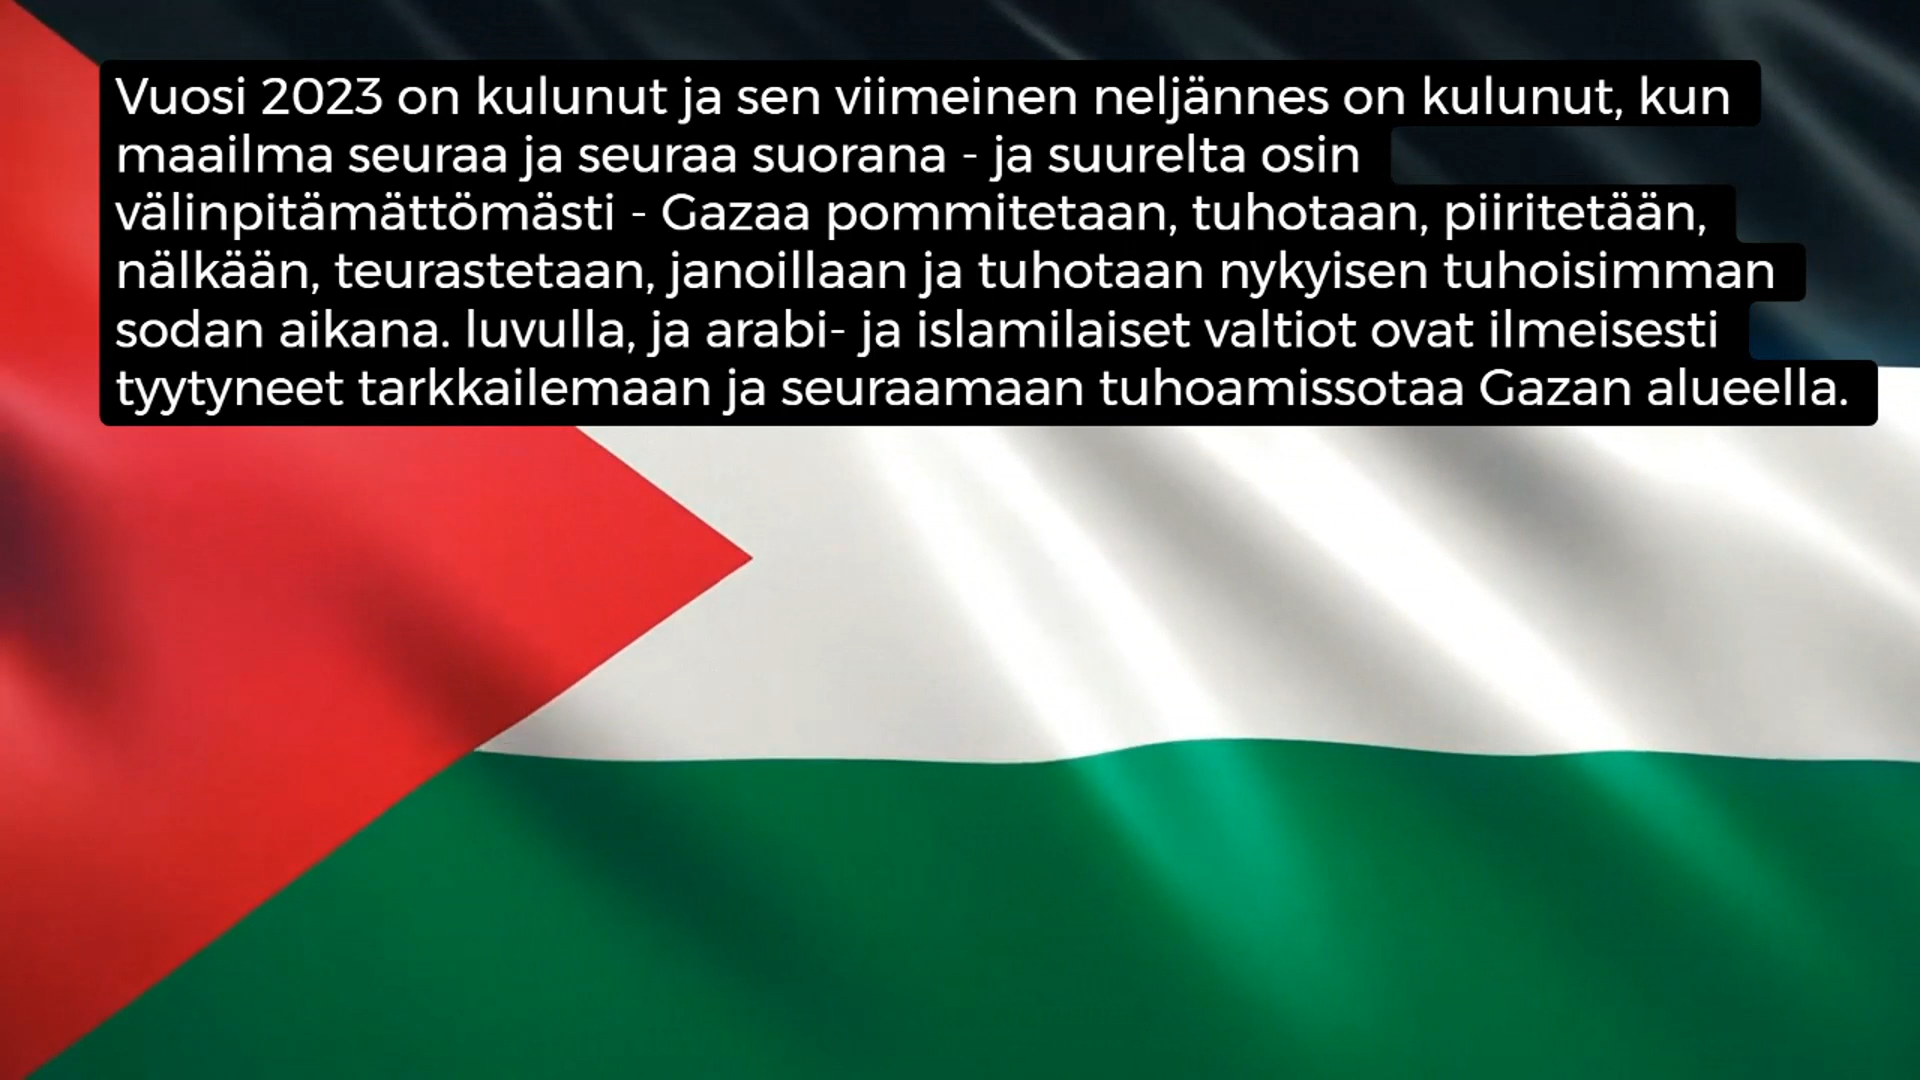 Vuosi 2023 on kulunut ja sen viimeinen neljännes on kulunut, kun
maailma seuraa ja seuraa suorana - ja suurelta osin
välinpitämättömästi - Gazaa pommitetaan, tuhotaan, piiritetään,
nälkään, teurastetaan, janoillaan ja tuhotaan nykyisen tuhoisimman
sodan aikana. luvulla, ja arabi- ja islamilaiset valtiot ovat ilmeisesti
tyytyneet tarkkailemaan ja seuraamaan tuhoamissotaa Gazan alueella.